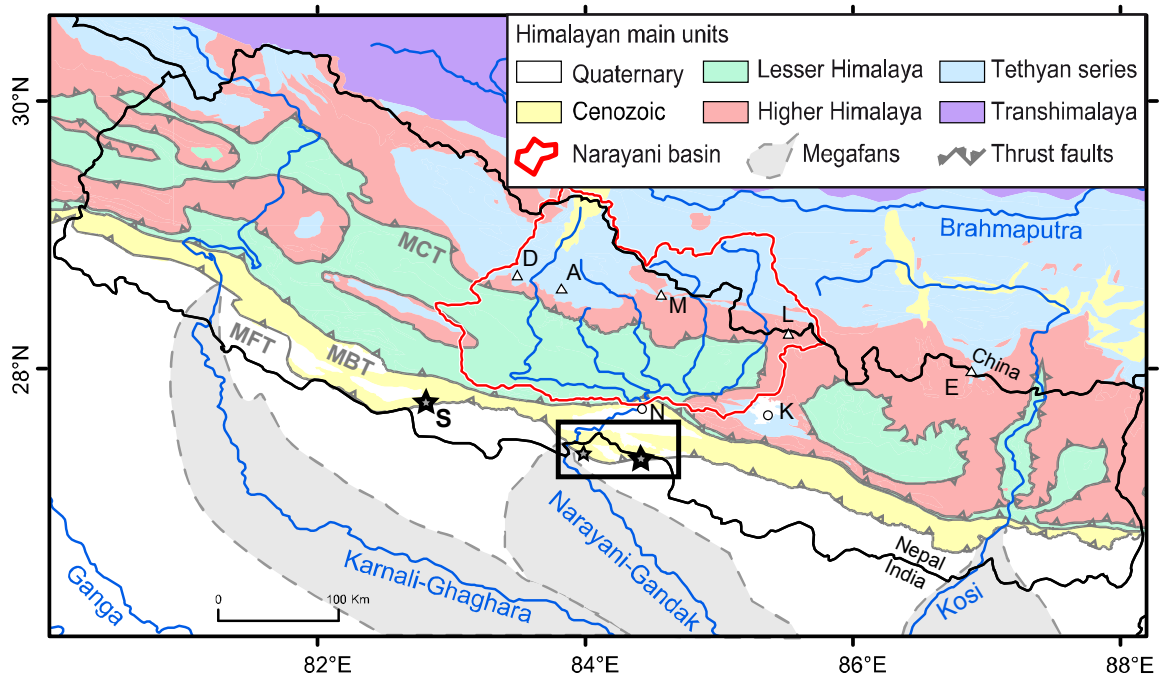 Himalayan main units
Quaternary
Lesser Himalaya
Tethyan series
Cenozoic
Higher Himalaya
Transhimalaya
Narayani basin
Megafans
Thrust faults
30°N
28°N
Brahmaputra
MCT
D
A
M
L
China
E
MFT
MBT
S
N
K
Narayani-Gandak
Karnali-Ghaghara
Ganga
Nepal
India
Kosi
0
100 Km
82°E
84°E
86°E
88°E